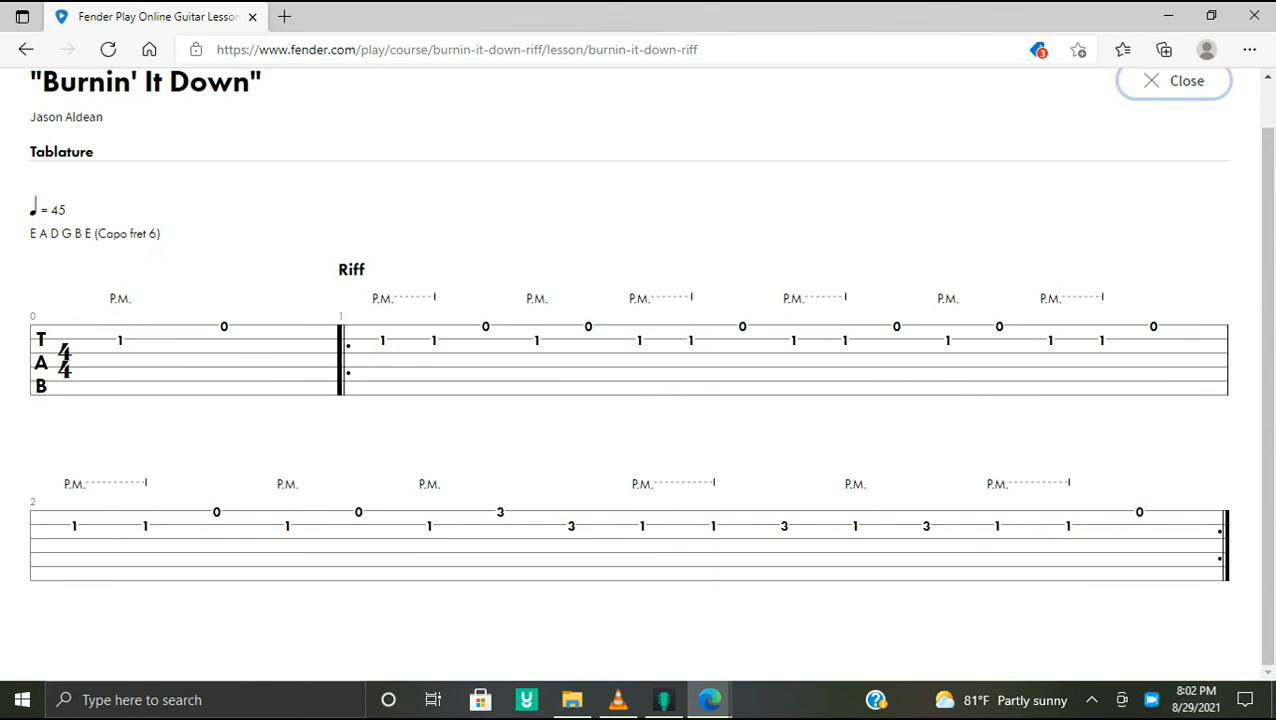 Fender Play Online Guitar Lesson
https://www.fender.com/play/course/burnin-it-down-riff/lesson/burnin-it-down-riff
3
"Burnin' It Down"
Close
Jason Aldean
Tablature
= 45
E A D G B E (Capo fret 6)
Riff
P.M. P.M. P.M. P.M. P.M. P.M. P.M.
0 1
0 0 0 0 0 0 0
T 1 1 1 1 1 1 1 1 1 1 1
4
A
4
B
P.M. P.M. P.M. P.M. P.M. P.M.
2
0 0 3 0
1 1 1 1 3 1 1 3 1 3 1 1
Type here to search
81°F Partly sunny
8:02 PM
8/29/2021